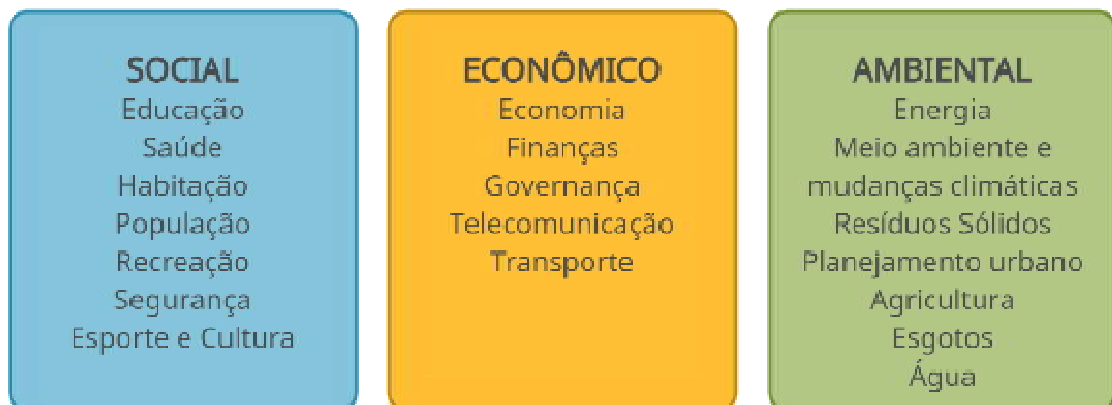 SOCIAL
Educação
Saúde
Habitação
População
Recreação
Segurança
Esporte e Cultura
ECONÔMICO
Economia
Finanças
Governança
Telecomunicação
Transporte
AMBIENTAL
Energia
Meio ambiente e
mudanças climáticas
Resíduos Sólidos
Planejamento urbano
Agricultura
Esgotos
Água